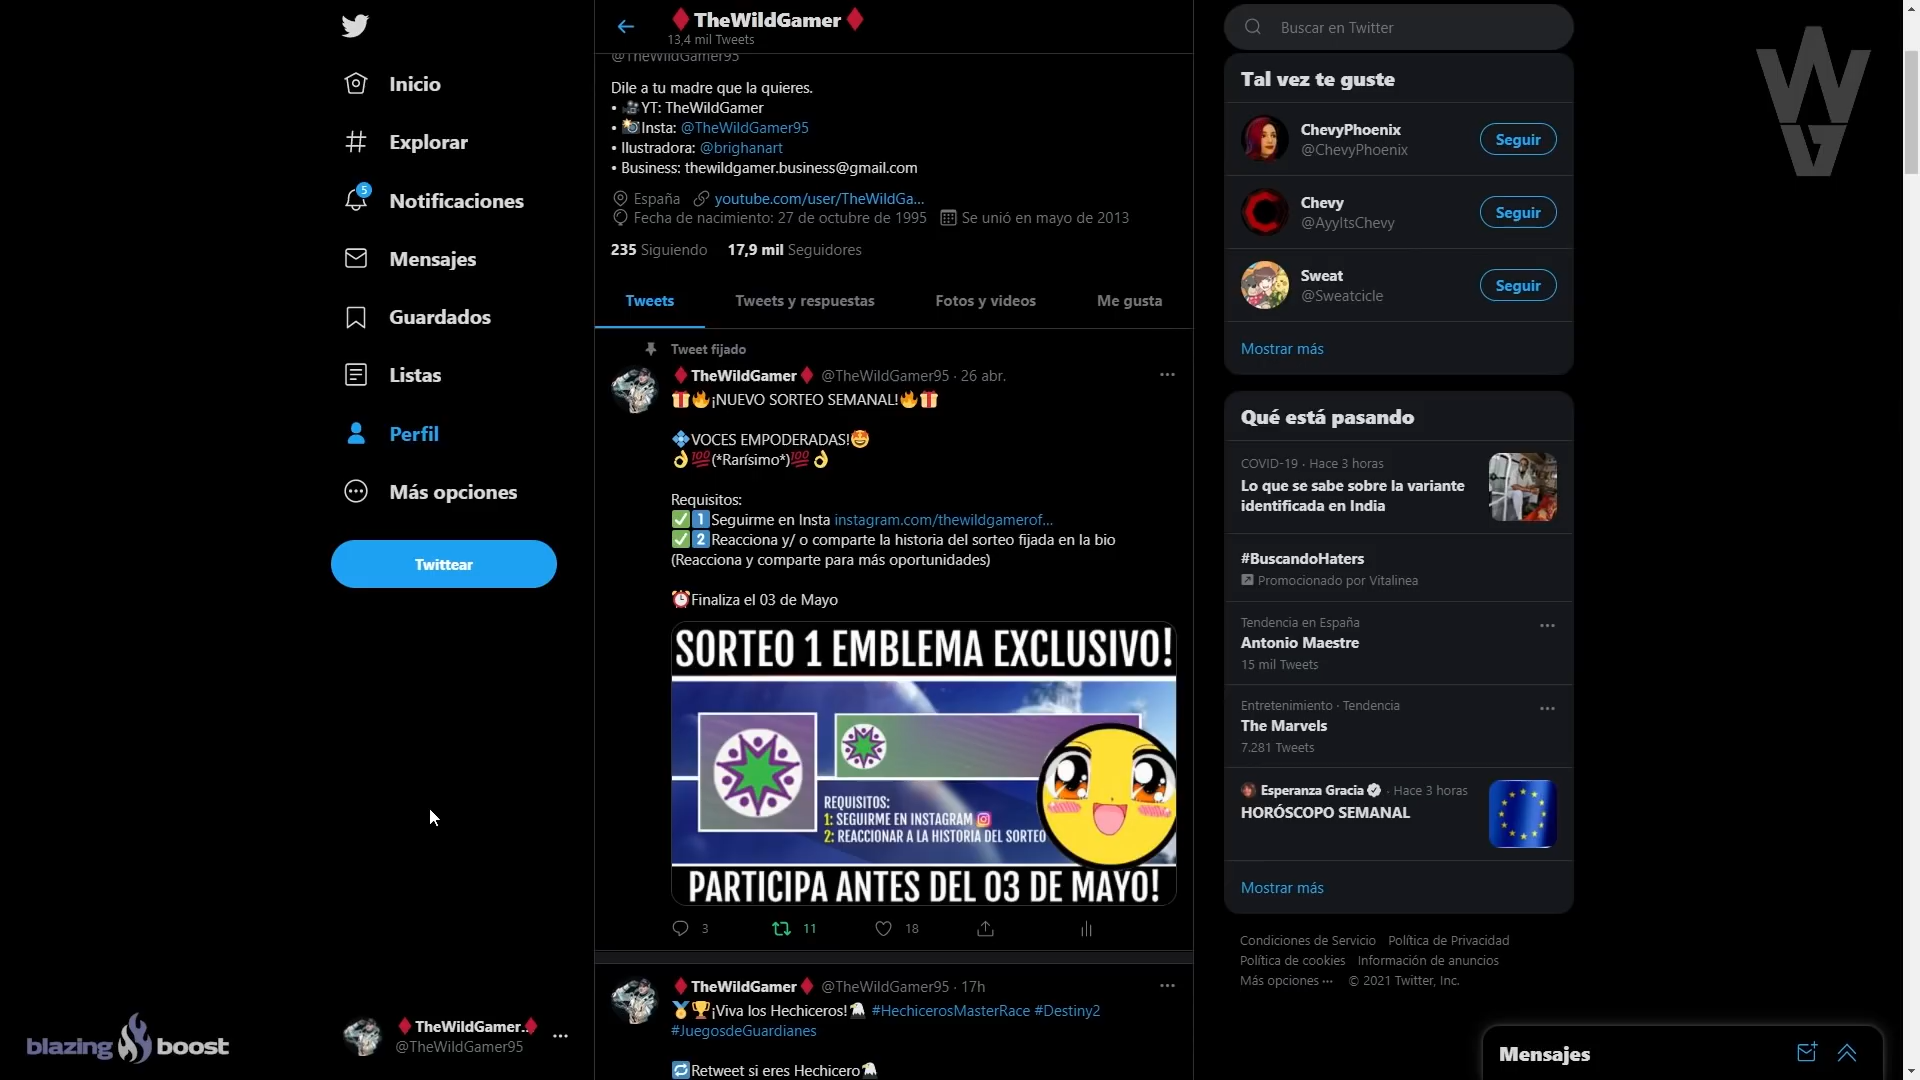 Inicio
Explorar
5
Notificaciones
Mensajes
Guardados
Listas
Perfil
Más opciones
Twittear
TheWildGamer..
@TheWildGamer95
blazing boost
TheWildGamer
13,4 mil Tweets
@TheWildGamer95
Dile a tu madre que la quieres.
• 🎥YT: TheWildGamer
• 📸Insta: @TheWildGamer95
• Ilustradora: @brighanart
• Business: thewildgamer.business@gmail.com
España youtube.com/user/TheWildGa...
Fecha de nacimiento: 27 de octubre de 1995 Se unió en mayo de 2013
235 Siguiendo 17,9 mil Seguidores
Tweets Tweets y respuestas Fotos y videos Me gusta
Tweet fijado
♦️TheWildGamer♦️ @TheWildGamer95 · 26 abr.
🎁🔥¡NUEVO SORTEO SEMANAL!🔥🎁
💠VOCES EMPODERADAS!🤩
👌💯(*Rarísimo*)💯👌
Requisitos:
✅1️⃣Seguirme en Insta instagram.com/thewildgamerof...
✅2️⃣Reacciona y/ o comparte la historia del sorteo fijada en la bio
(Reacciona y comparte para más oportunidades)
⏰Finaliza el 03 de Mayo
SORTEO 1 EMBLEMA EXCLUSIVO!
REQUISITOS:
1: SEGUIRME EN INSTAGRAM
2: REACCIONAR A LA HISTORIA DEL SORTEO
PARTICIPA ANTES DEL 03 DE MAYO!
3 11 18
♦️TheWildGamer♦️ @TheWildGamer95 · 17h
🏅🏆¡Viva los Hechiceros!🦅 #HechicerosMasterRace #Destiny2
#JuegosdeGuardianes
🔁Retweet si eres Hechicero🦅
Buscar en Twitter
WG
Tal vez te guste
ChevyPhoenix
@ChevyPhoenix
Seguir
Chevy
@AyyItsChevy
Seguir
Sweat
@Sweatcicle
Seguir
Mostrar más
Qué está pasando
COVID-19 · Hace 3 horas
Lo que se sabe sobre la variante
identificada en India
#BuscandoHaters
Promocionado por Vitalinea
Tendencia en España
Antonio Maestre
15 mil Tweets
Entretenimiento · Tendencia
The Marvels
7.281 Tweets
Esperanza Gracia · Hace 3 horas
HORÓSCOPO SEMANAL
Mostrar más
Condiciones de Servicio Política de Privacidad
Política de cookies Información de anuncios
Más opciones ··· © 2021 Twitter, Inc.
Mensajes